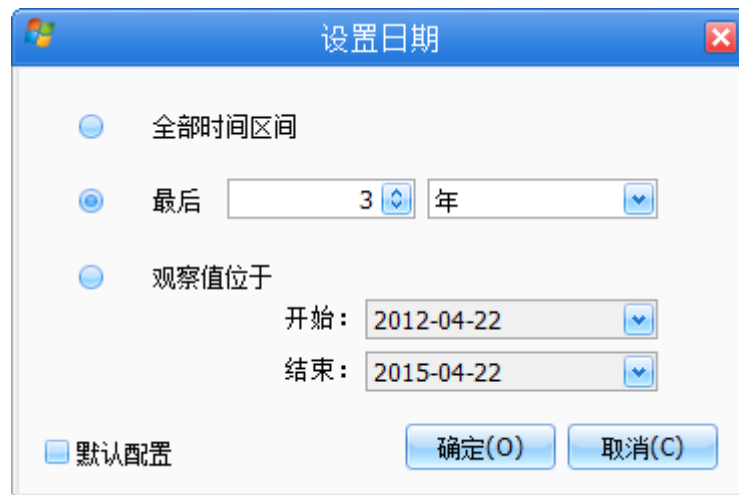 设置日期
全部时间区间
最后 3 年
观察值位于
开始： 2012-04-22
结束： 2015-04-22
默认配置 确定(O) 取消(C)